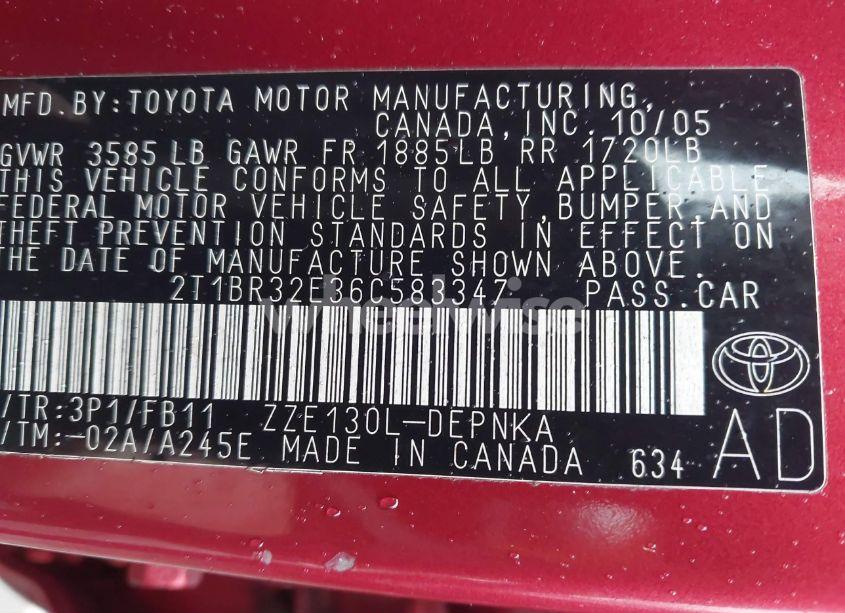 MFD. BY: TOYOTA MOTOR MANUFACTURING,
CANADA, INC. 10/05
GVWR 3585 LB GAWR FR 1885LB RR 1720LB
THIS VEHICLE CONFORMS TO ALL APPLICABLE
FEDERAL MOTOR VEHICLE SAFETY, BUMPER, AND
THEFT PREVENTION STANDARDS IN EFFECT ON
THE DATE OF MANUFACTURE SHOWN ABOVE.
2T1BR32E36C583347 PASS. CAR
wheelwise
/TR: 3P1/FB11 ZZE130L-DEPNKA
/TM: -02A/A245E MADE IN CANADA 634 AD